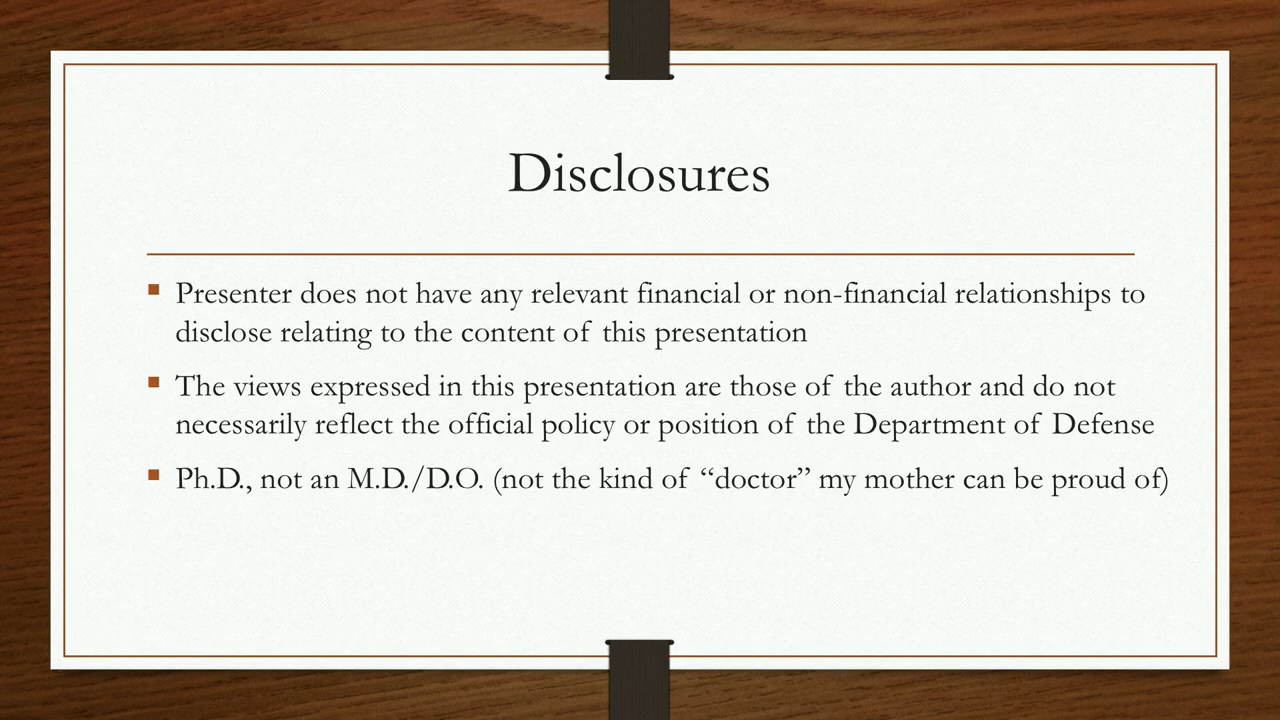 Disclosures
Presenter does not have any relevant financial or non-financial relationships to
disclose relating to the content of this presentation
The views expressed in this presentation are those of the author and do not
necessarily reflect the official policy or position of the Department of Defense
Ph.D., not an M.D./D.O. (not the kind of “doctor” my mother can be proud of)